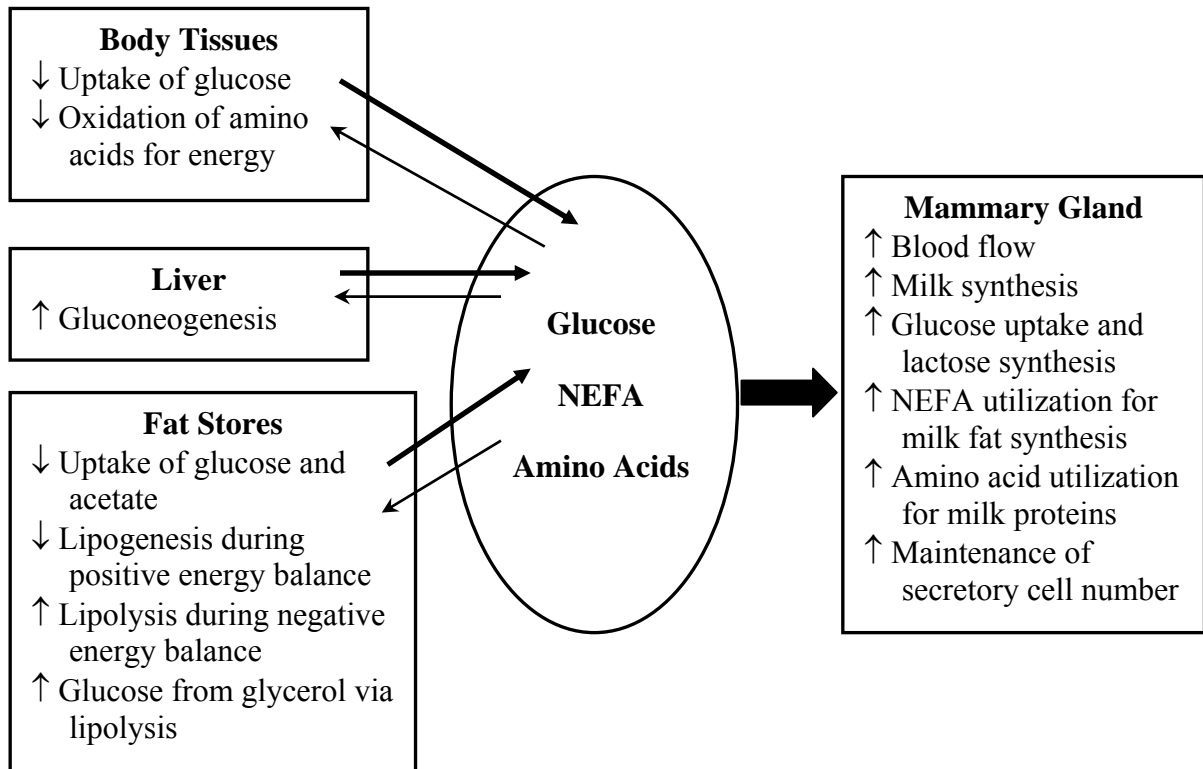 Body Tissues
↓ Uptake of glucose
↓ Oxidation of amino
acids for energy
Liver
↑ Gluconeogenesis
Fat Stores
↓ Uptake of glucose and
acetate
↓ Lipogenesis during
positive energy balance
↑ Lipolysis during negative
energy balance
↑ Glucose from glycerol via
lipolysis
Glucose
NEFA
Amino Acids
Mammary Gland
↑ Blood flow
↑ Milk synthesis
↑ Glucose uptake and
lactose synthesis
↑ NEFA utilization for
milk fat synthesis
↑ Amino acid utilization
for milk proteins
↑ Maintenance of
secretory cell number